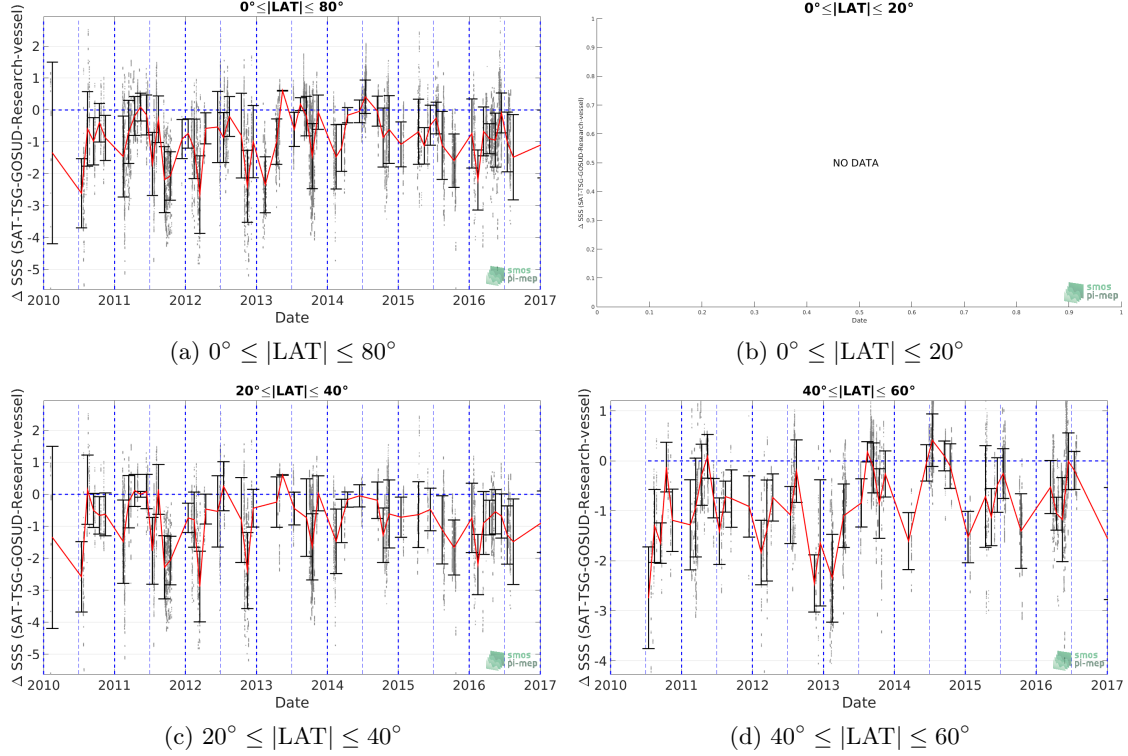 0°≤|LAT|≤ 80°
Δ SSS (SAT-TSG-GOSUD-Research-vessel)
2
1
0
-1
-2
-3
-4
-5
2010 2011 2012 2013 2014 2015 2016 2017
Date
smos
pi-mep
(a) 0° ≤ |LAT| ≤ 80°
0°≤|LAT|≤ 20°
Δ SSS (SAT-TSG-GOSUD-Research-vessel)
1
0.9
0.8
0.7
0.6
0.5
0.4
0.3
0.2
0.1
0
NO DATA
0 0.1 0.2 0.3 0.4 0.5 0.6 0.7 0.8 0.9 1
Date
smos
pi-mep
(b) 0° ≤ |LAT| ≤ 20°
20°≤|LAT|≤ 40°
Δ SSS (SAT-TSG-GOSUD-Research-vessel)
2
1
0
-1
-2
-3
-4
-5
2010 2011 2012 2013 2014 2015 2016 2017
Date
smos
pi-mep
(c) 20° ≤ |LAT| ≤ 40°
40°≤|LAT|≤ 60°
Δ SSS (SAT-TSG-GOSUD-Research-vessel)
1
0
-1
-2
-3
-4
2010 2011 2012 2013 2014 2015 2016 2017
Date
smos
pi-mep
(d) 40° ≤ |LAT| ≤ 60°